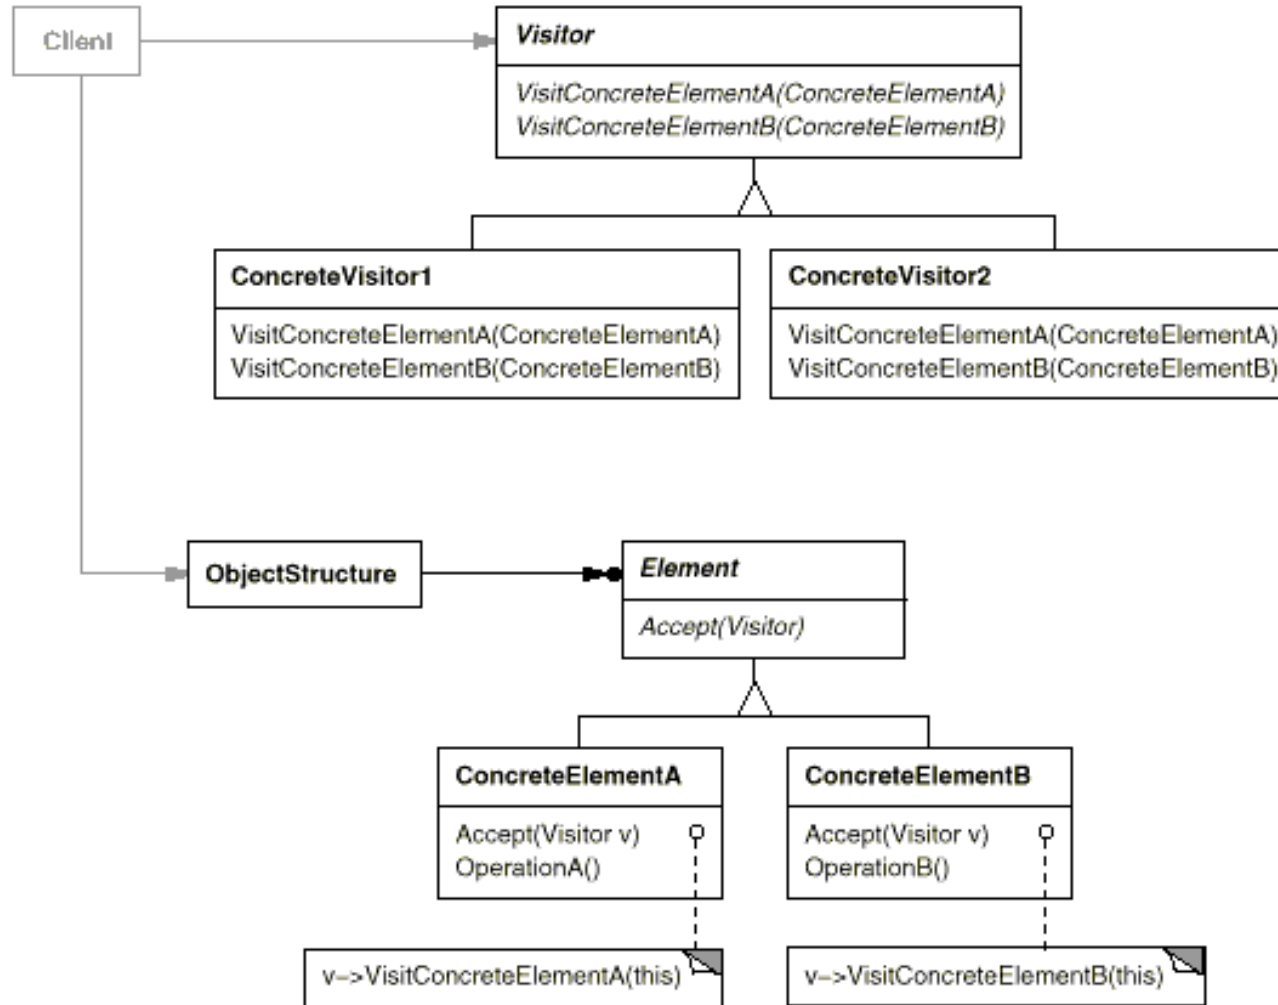 Client
Visitor
VisitConcreteElementA(ConcreteElementA)
VisitConcreteElementB(ConcreteElementB)
ConcreteVisitor1
VisitConcreteElementA(ConcreteElementA)
VisitConcreteElementB(ConcreteElementB)
ConcreteVisitor2
VisitConcreteElementA(ConcreteElementA)
VisitConcreteElementB(ConcreteElementB)
ObjectStructure
Element
Accept(Visitor)
ConcreteElementA
Accept(Visitor v)
OperationA()
ConcreteElementB
Accept(Visitor v)
OperationB()
v−>VisitConcreteElementA(this)
v−>VisitConcreteElementB(this)